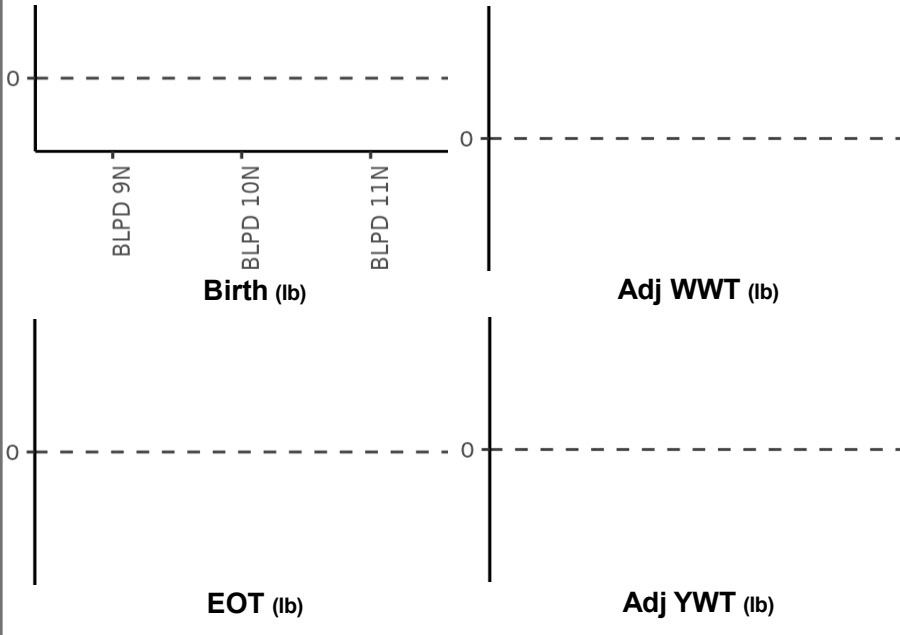 0
BLPD 9N
BLPD 10N
BLPD 11N
Birth (lb)
0
Adj WWT (lb)
0
EOT (lb)
0
Adj YWT (lb)